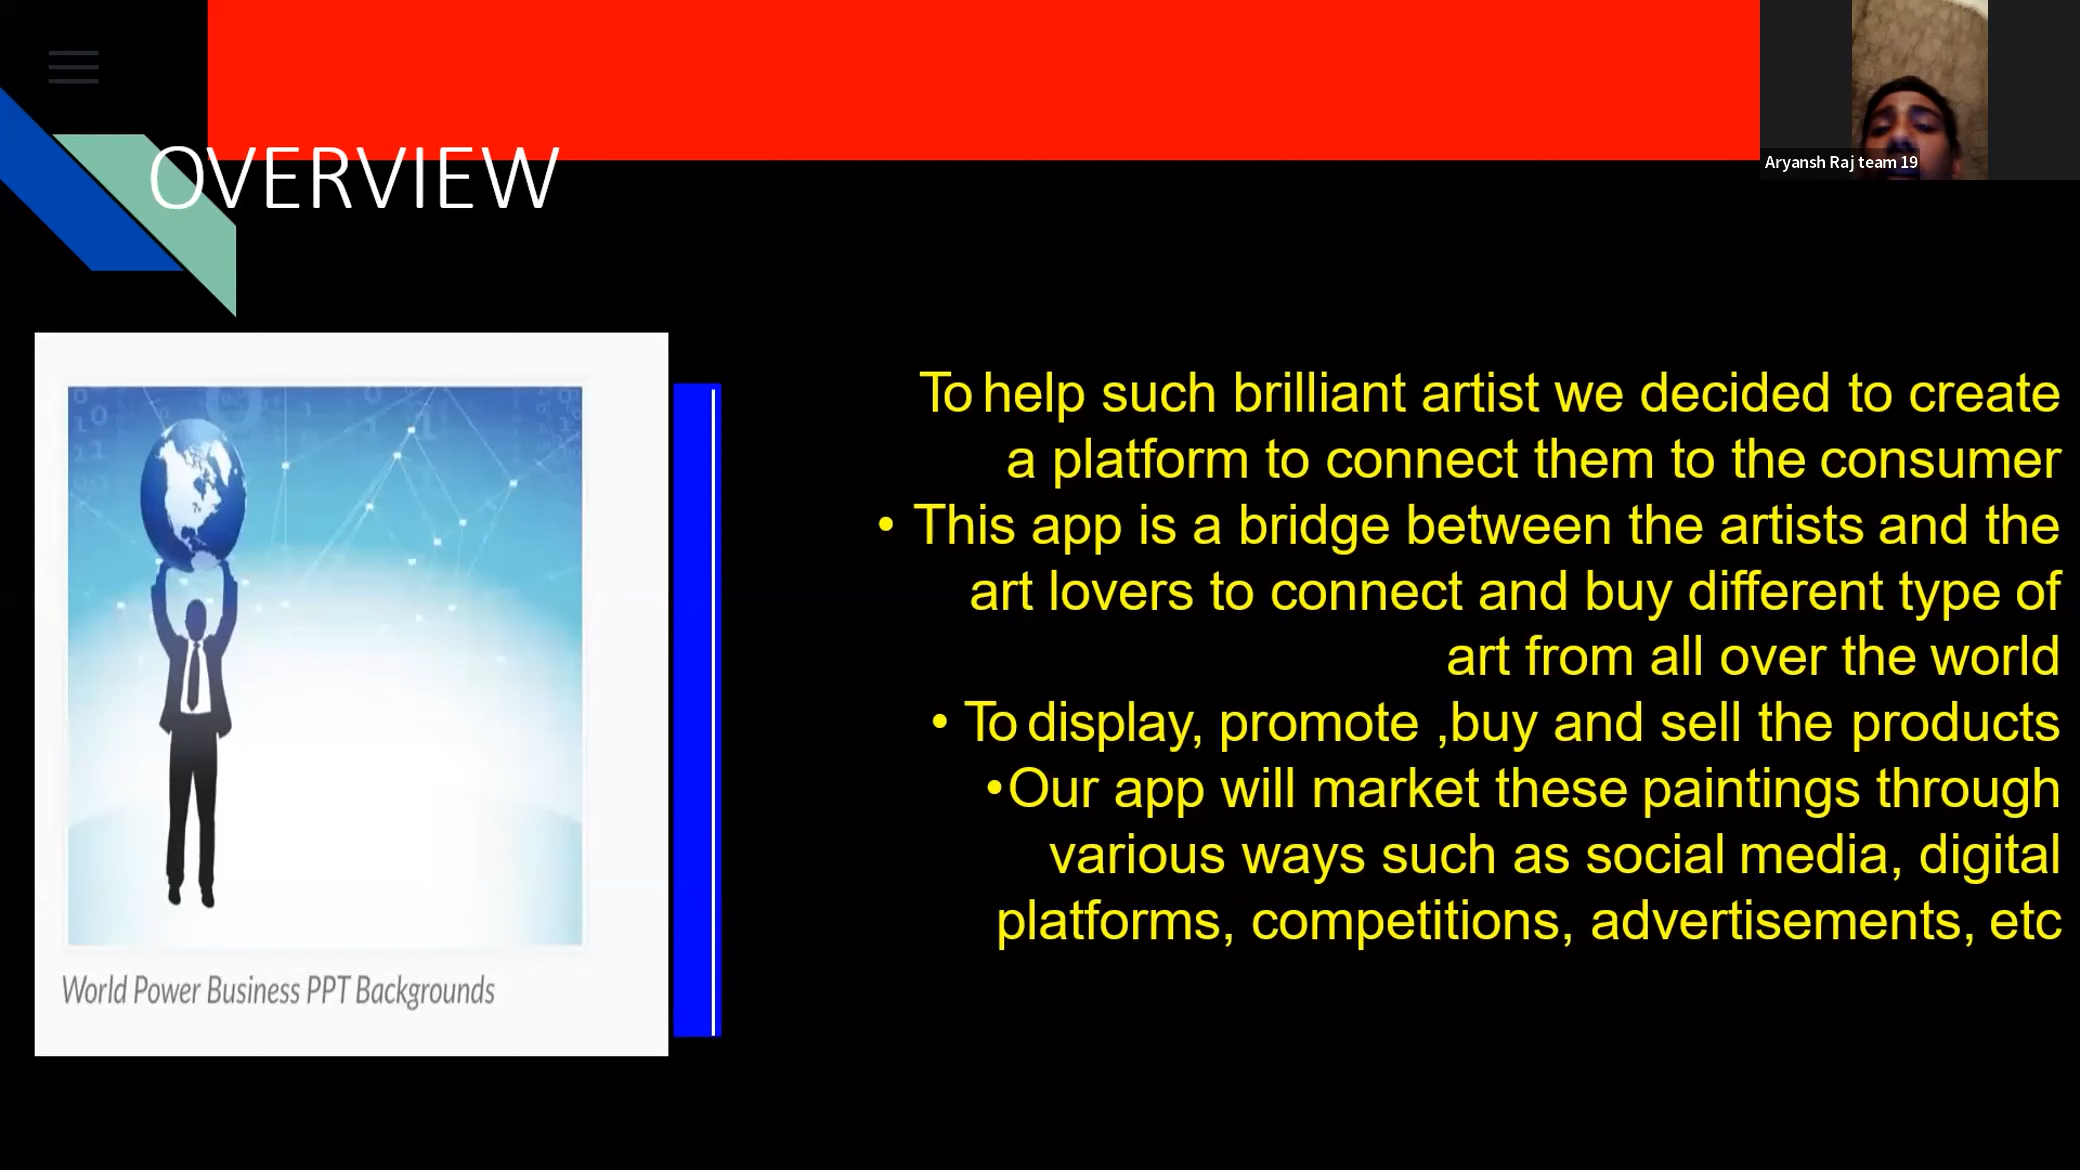 Aryansh Raj team 19
OVERVIEW
To help such brilliant artist we decided to create
a platform to connect them to the consumer
• This app is a bridge between the artists and the
art lovers to connect and buy different type of
art from all over the world
• To display, promote ,buy and sell the products
•Our app will market these paintings through
various ways such as social media, digital
platforms, competitions, advertisements, etc
World Power Business PPT Backgrounds